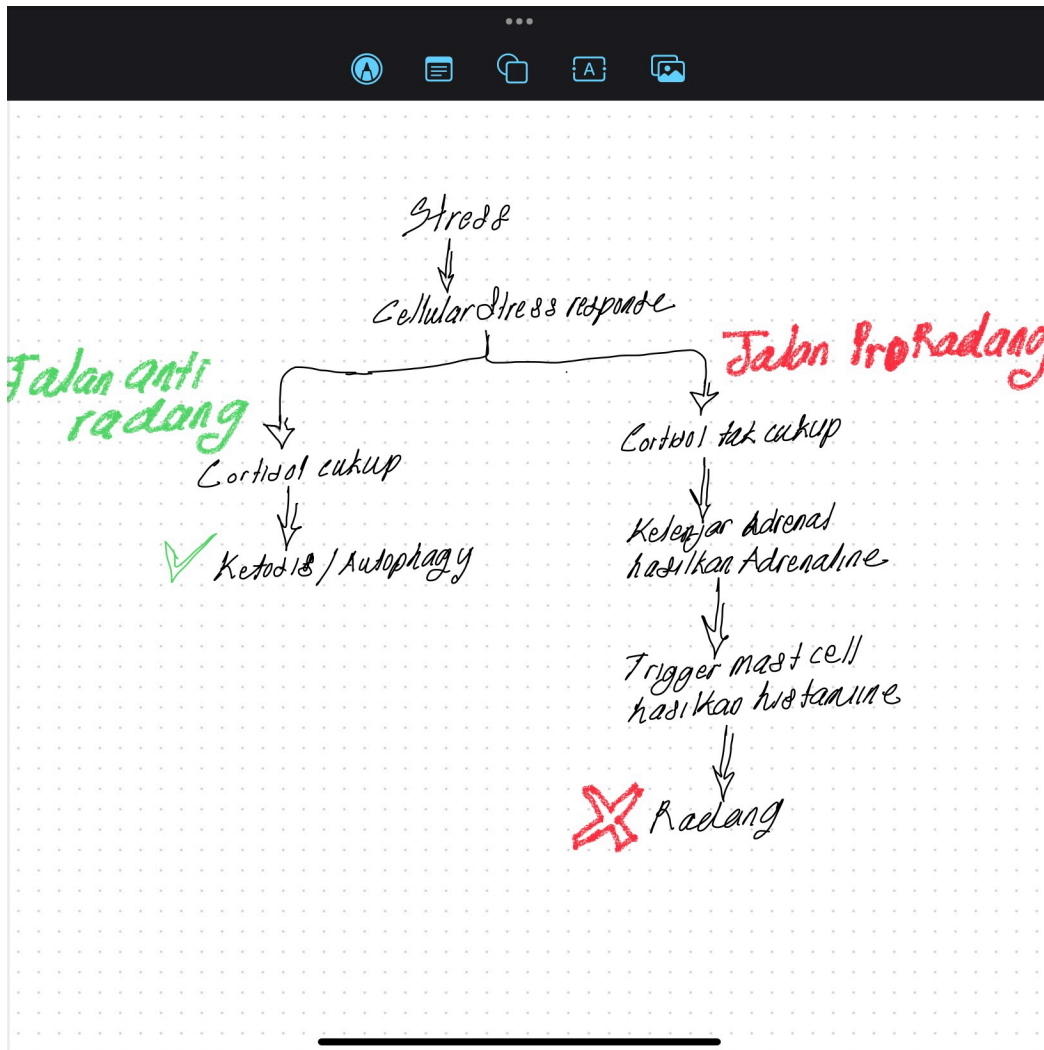 Stress
Cellular stress response
Jalan anti
radang
Jalan ProRadang
Cortisol cukup
Ketosis/Autophagy
Cortisol tak cukup
Kelenjar Adrenal
hasilkan Adrenaline
Trigger mast cell
hasilkan histamine
Radang